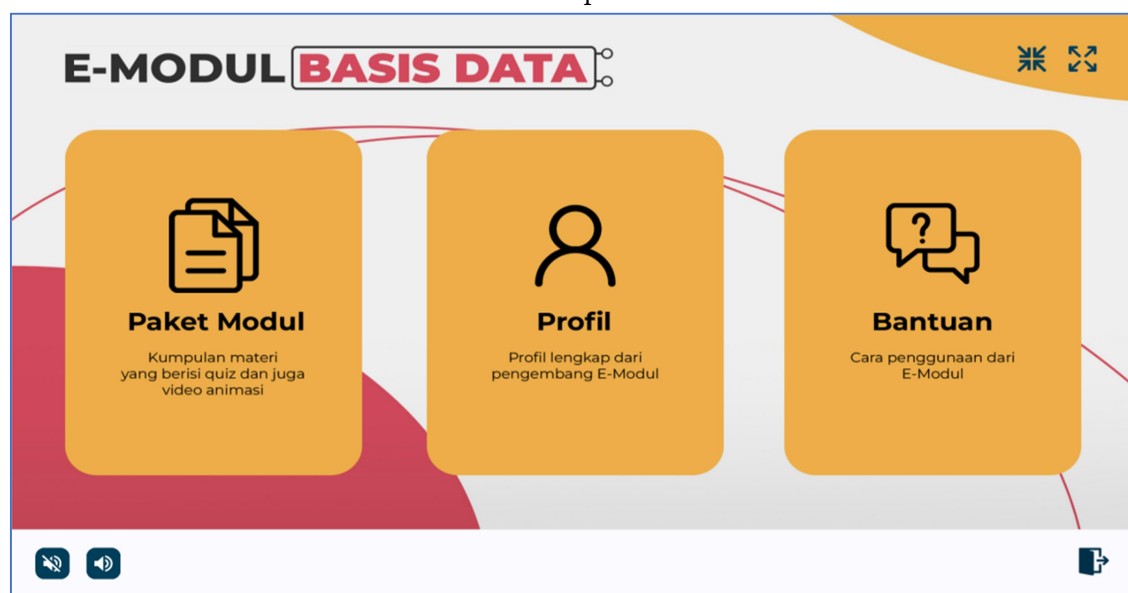 E-MODUL BASIS DATA
Paket Modul
Kumpulan materi
yang berisi quiz dan juga
video animasi
Profil
Profil lengkap dari
pengembang E-Modul
?
Bantuan
Cara penggunaan dari
E-Modul